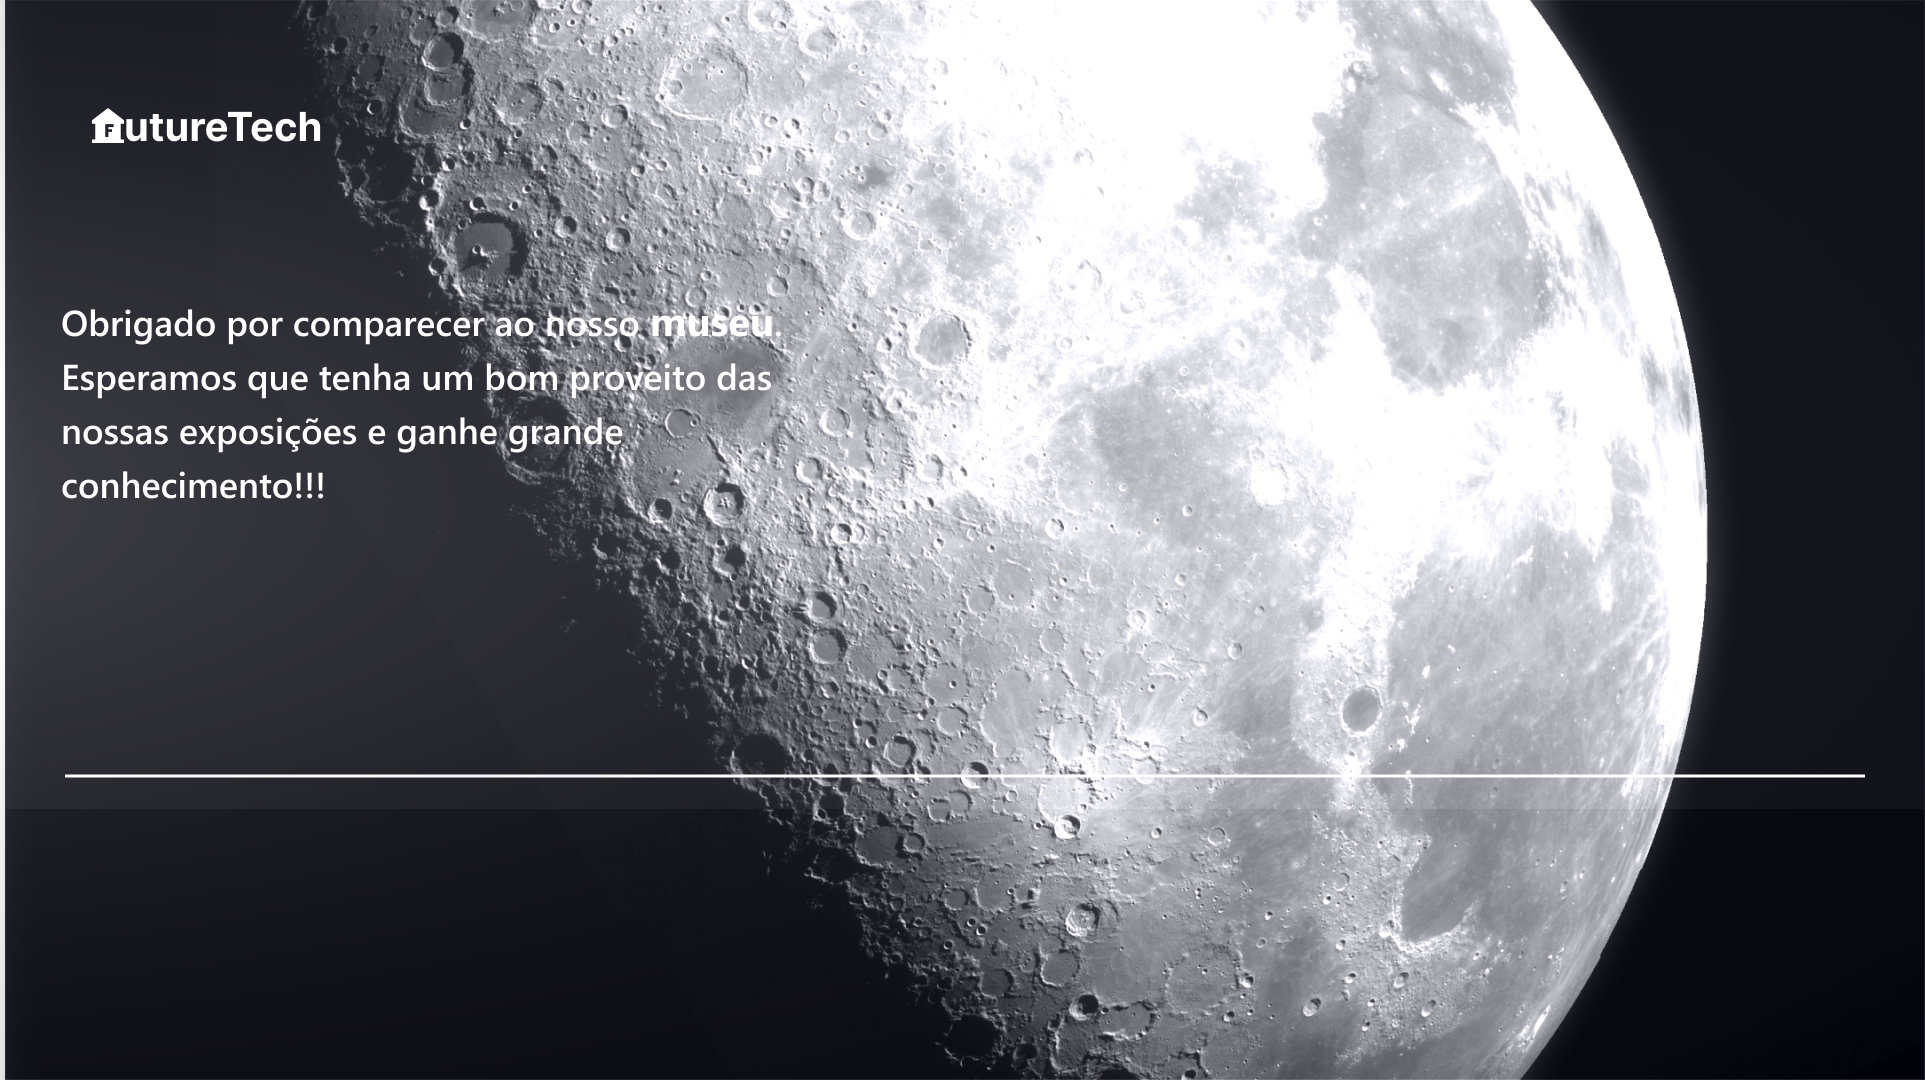 FutureTech
Obrigado por comparecer ao nosso museu.
Esperamos que tenha um bom proveito das
nossas exposições e ganhe grande
conhecimento!!!